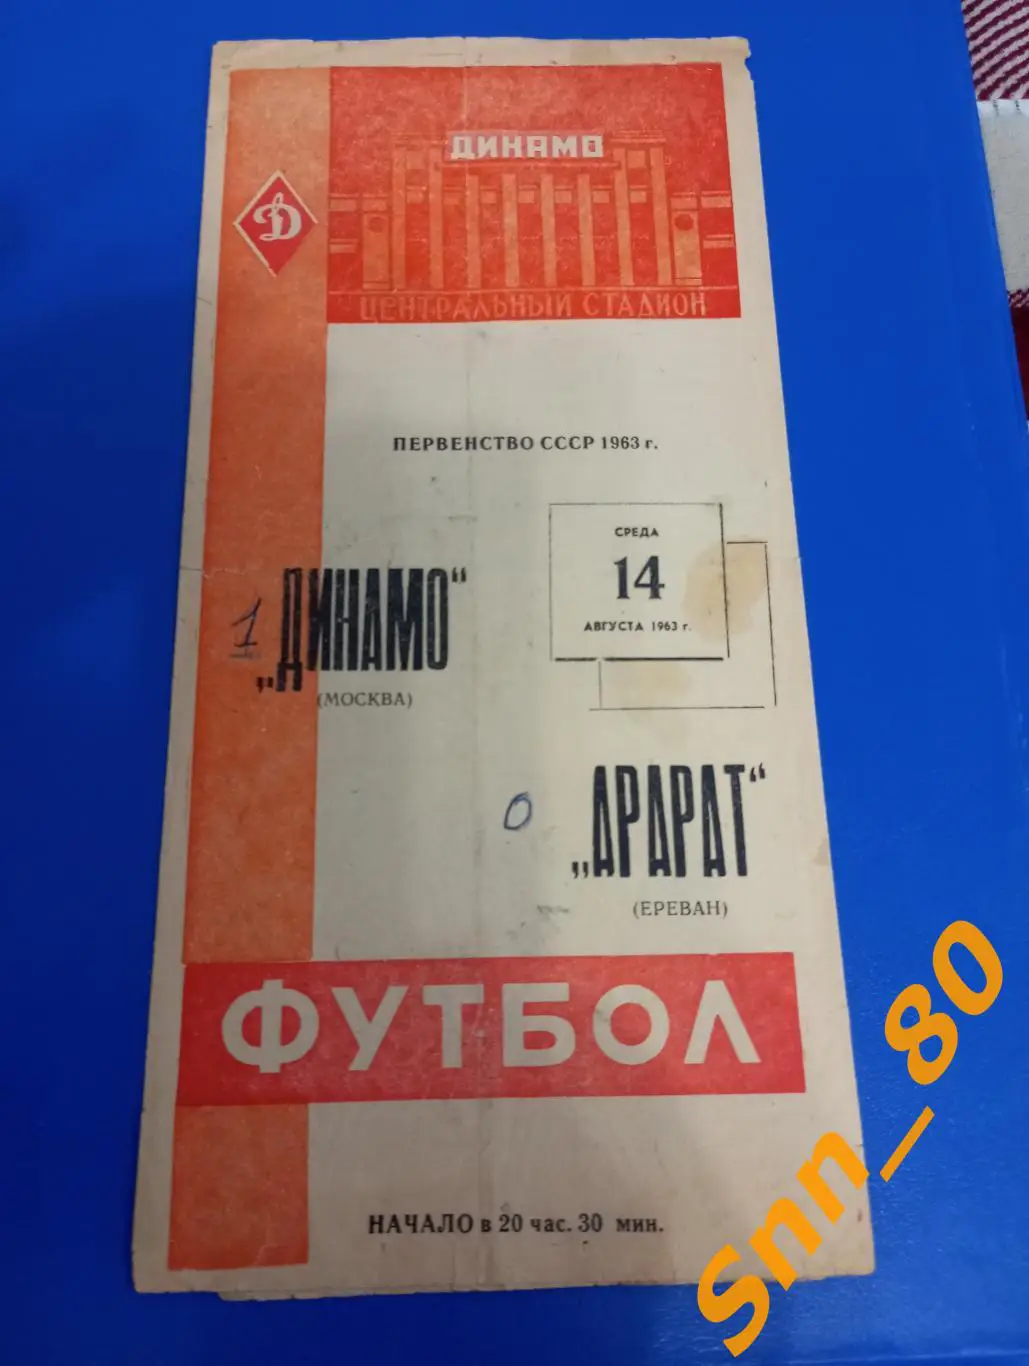 ДИНАМО
Д
ЦЕНТРАЛЬНЫЙ СТАДИОН
ПЕРВЕНСТВО СССР 1963 г.
СРЕДА
14
АВГУСТА 1963 г.
1 „ДИНАМО“
(МОСКВА)
0 „АРАРАТ“
(ЕРЕВАН)
ФУТБОЛ
НАЧАЛО в 20 час. 30 мин.
Snn_80